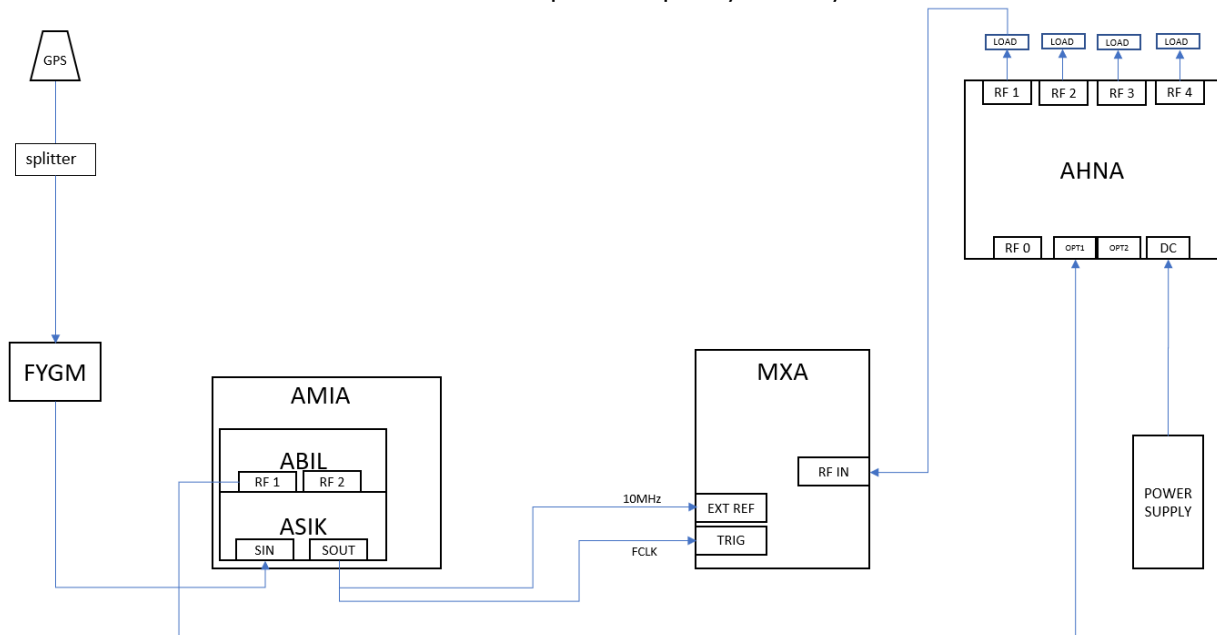 GPS
splitter
FYGM
AMIA
ABIL
RF 1
RF 2
ASIK
SIN
SOUT
10MHz
FCLK
MXA
RF IN
EXT REF
TRIG
LOAD
LOAD
LOAD
LOAD
RF 1
RF 2
RF 3
RF 4
AHNA
RF 0
OPT1
OPT2
DC
POWER
SUPPLY